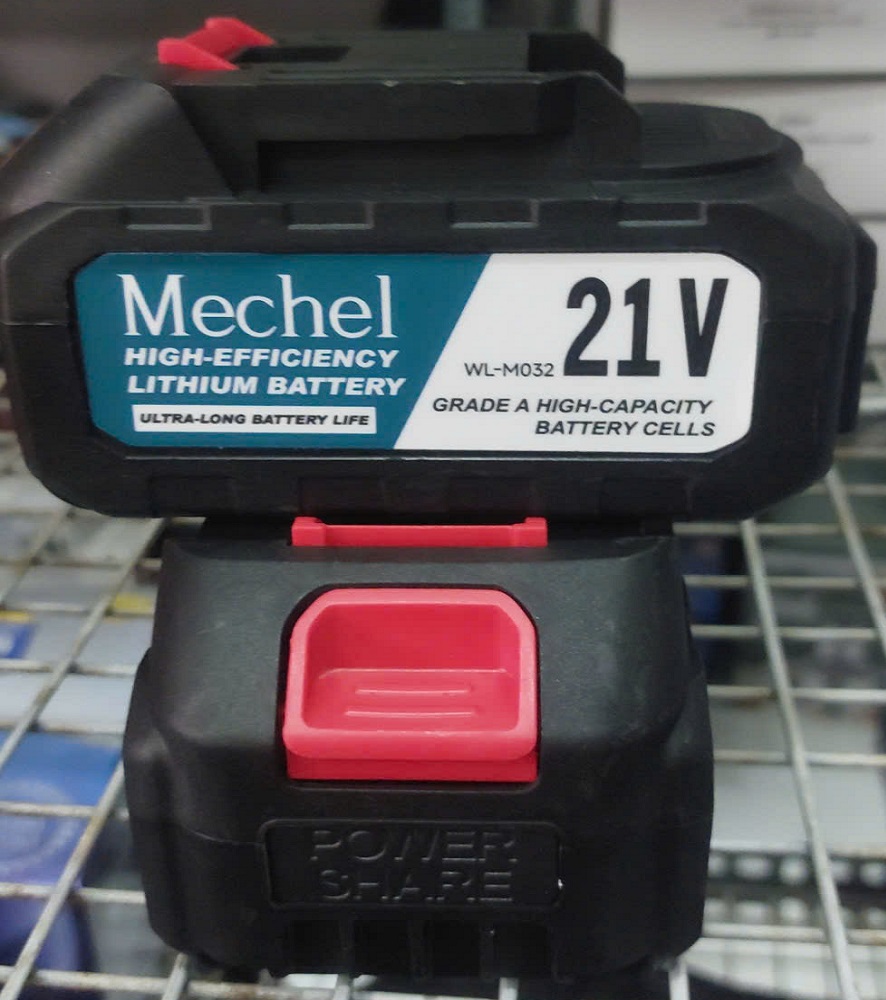 Mechel
HIGH-EFFICIENCY
LITHIUM BATTERY
ULTRA-LONG BATTERY LIFE
WL-M032 21V
GRADE A HIGH-CAPACITY
BATTERY CELLS
POWER
SHARE